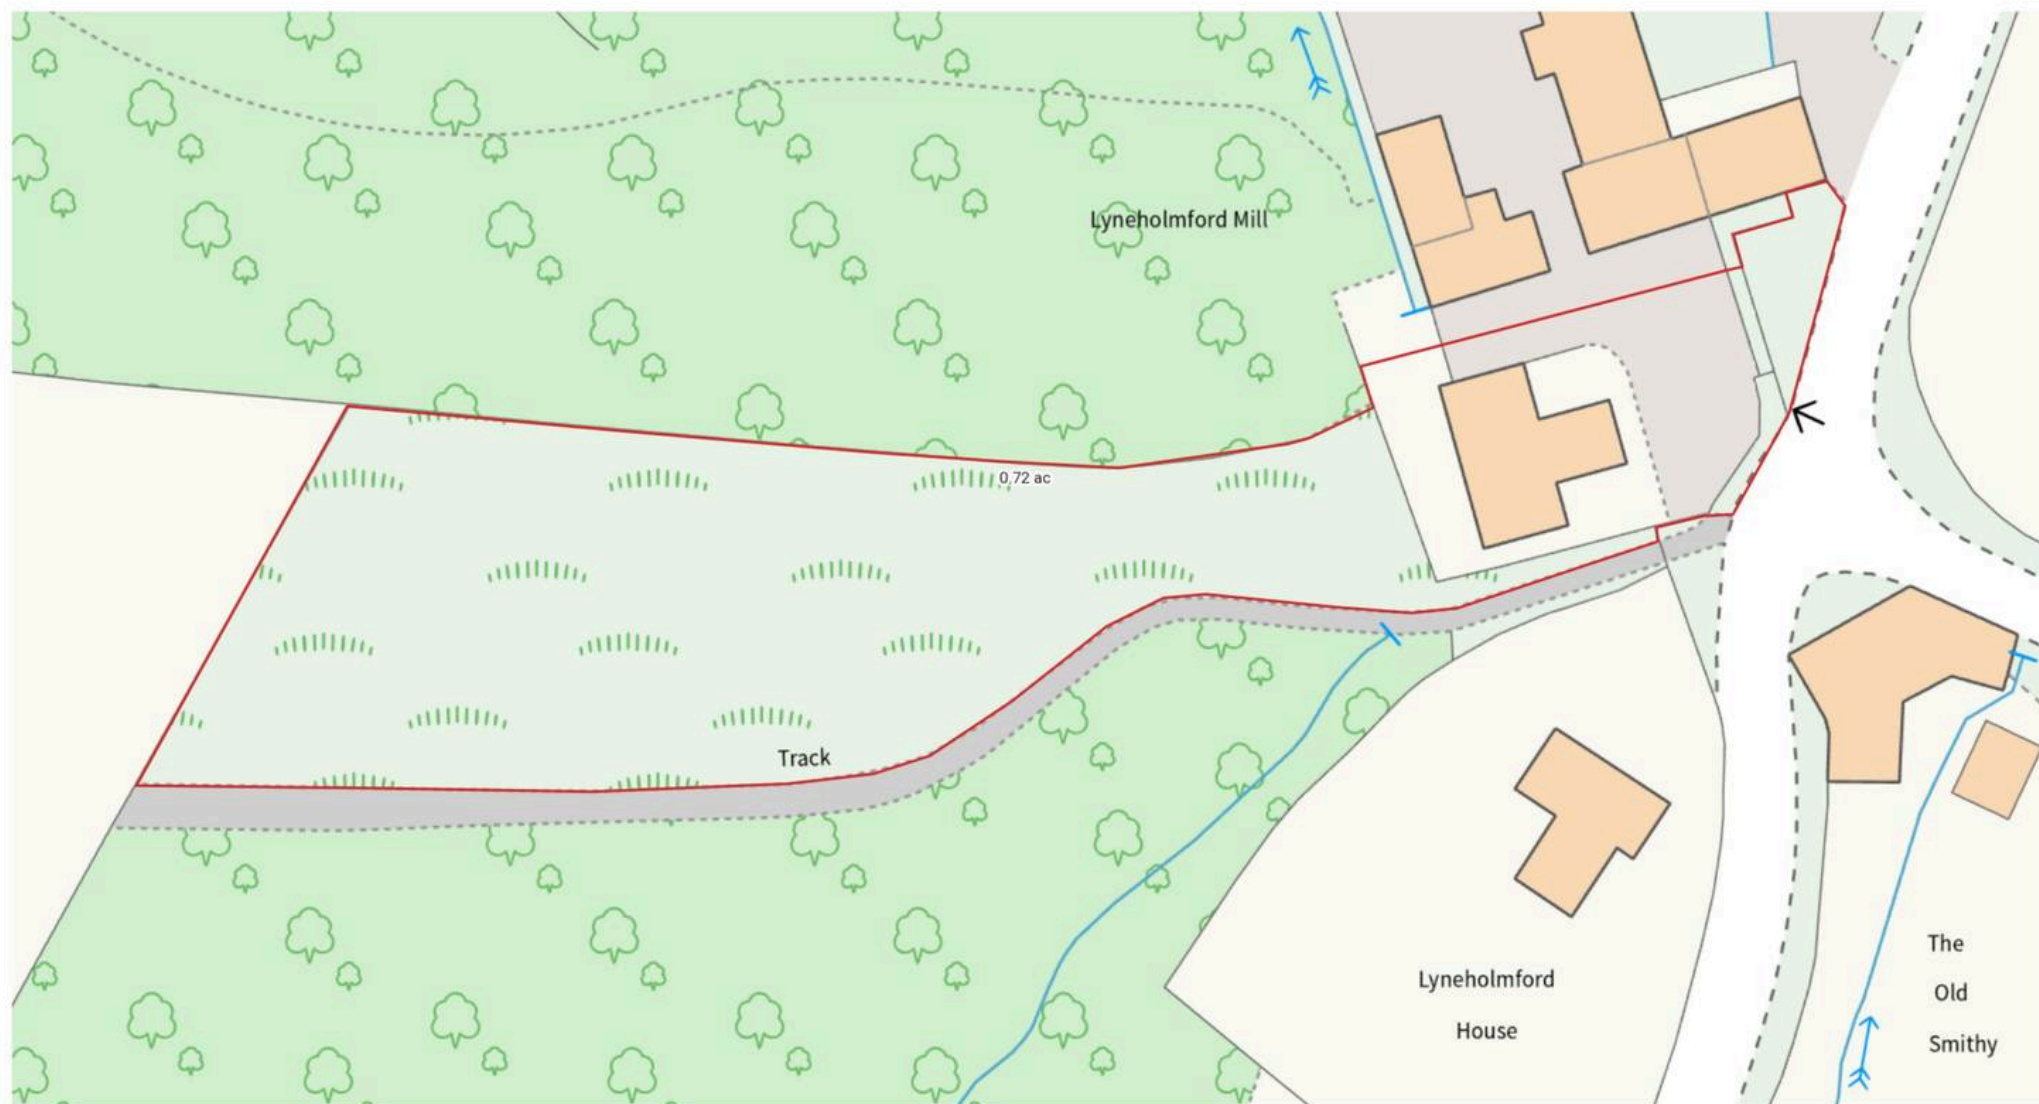 Lyneholmford Mill
0.72 ac
Track
Lyneholmford
House
The
Old
Smithy